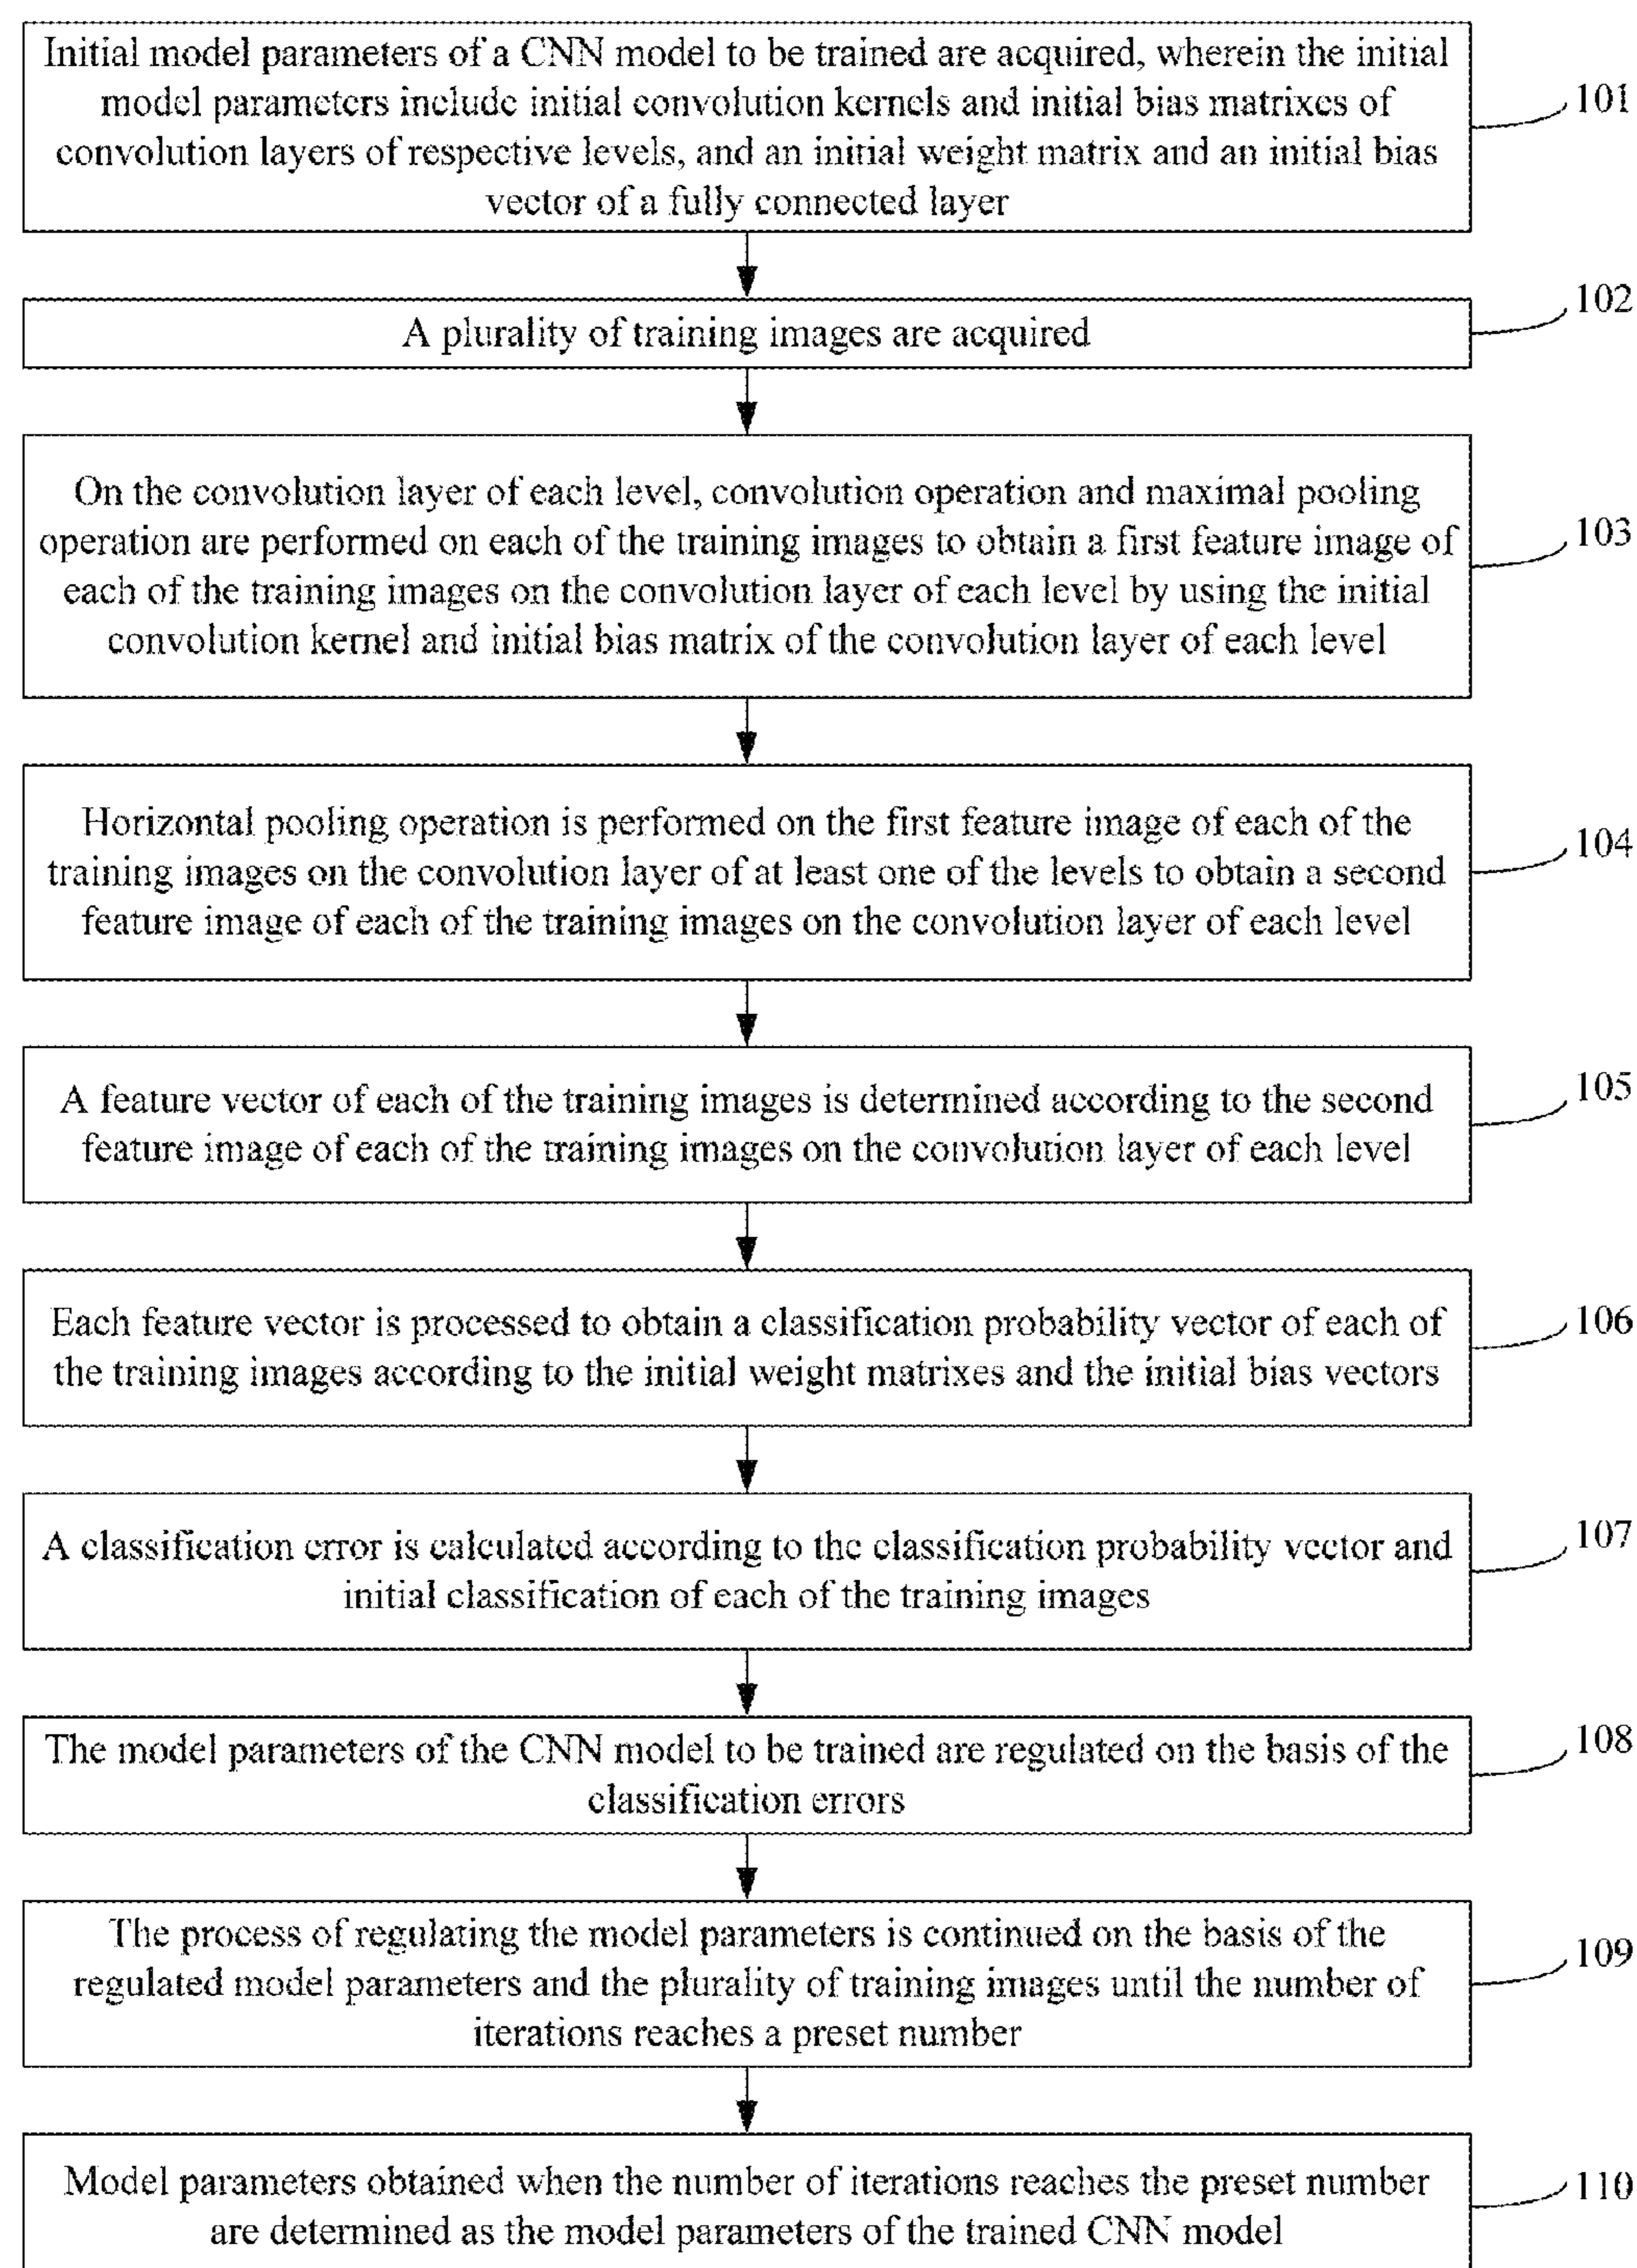 Initial model parameters of a CNN model to be trained are acquired, wherein the initial
model parameters include initial convolution kernels and initial bias matrixes of
convolution layers of respective levels, and an initial weight matrix and an initial bias
vector of a fully connected layer
101
A plurality of training images are acquired
102
On the convolution layer of each level, convolution operation and maximal pooling
operation are performed on each of the training images to obtain a first feature image of
each of the training images on the convolution layer of each level by using the initial
convolution kernel and initial bias matrix of the convolution layer of each level
103
Horizontal pooling operation is performed on the first feature image of each of the
training images on the convolution layer of at least one of the levels to obtain a second
feature image of each of the training images on the convolution layer of each level
104
A feature vector of each of the training images is determined according to the second
feature image of each of the training images on the convolution layer of each level
105
Each feature vector is processed to obtain a classification probability vector of each of
the training images according to the initial weight matrixes and the initial bias vectors
106
A classification error is calculated according to the classification probability vector and
initial classification of each of the training images
107
The model parameters of the CNN model to be trained are regulated on the basis of the
classification errors
108
The process of regulating the model parameters is continued on the basis of the
regulated model parameters and the plurality of training images until the number of
iterations reaches a preset number
109
Model parameters obtained when the number of iterations reaches the preset number
are determined as the model parameters of the trained CNN model
110